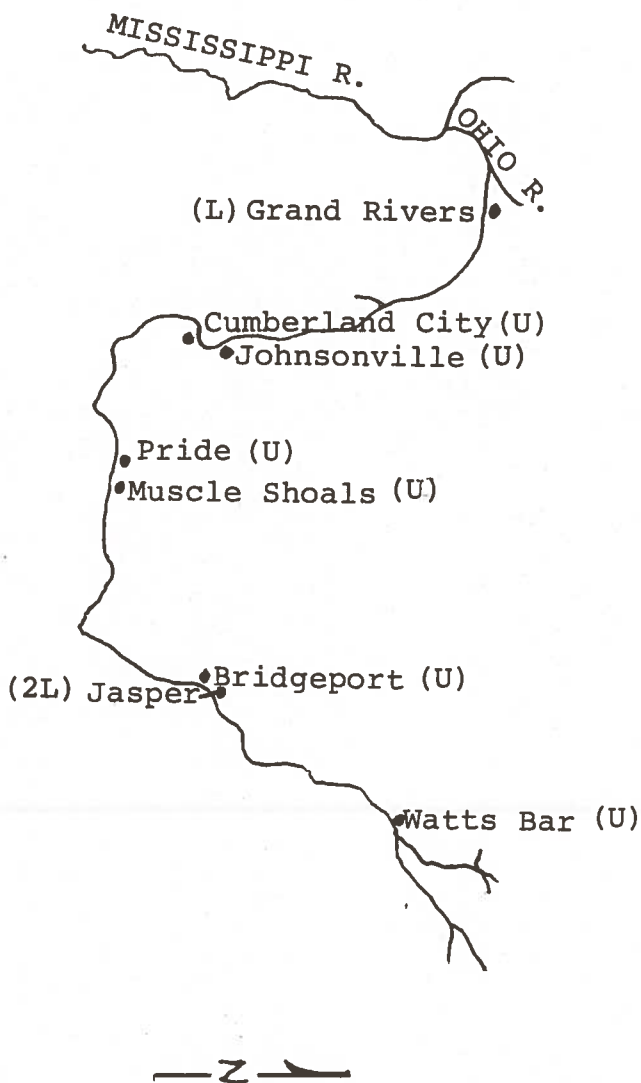 MISSISSIPPI R.
OHIO R.
(L) Grand Rivers
Cumberland City (U)
Johnsonville (U)
Pride (U)
Muscle Shoals (U)
Bridgeport (U)
(2L) Jasper
Watts Bar (U)
N